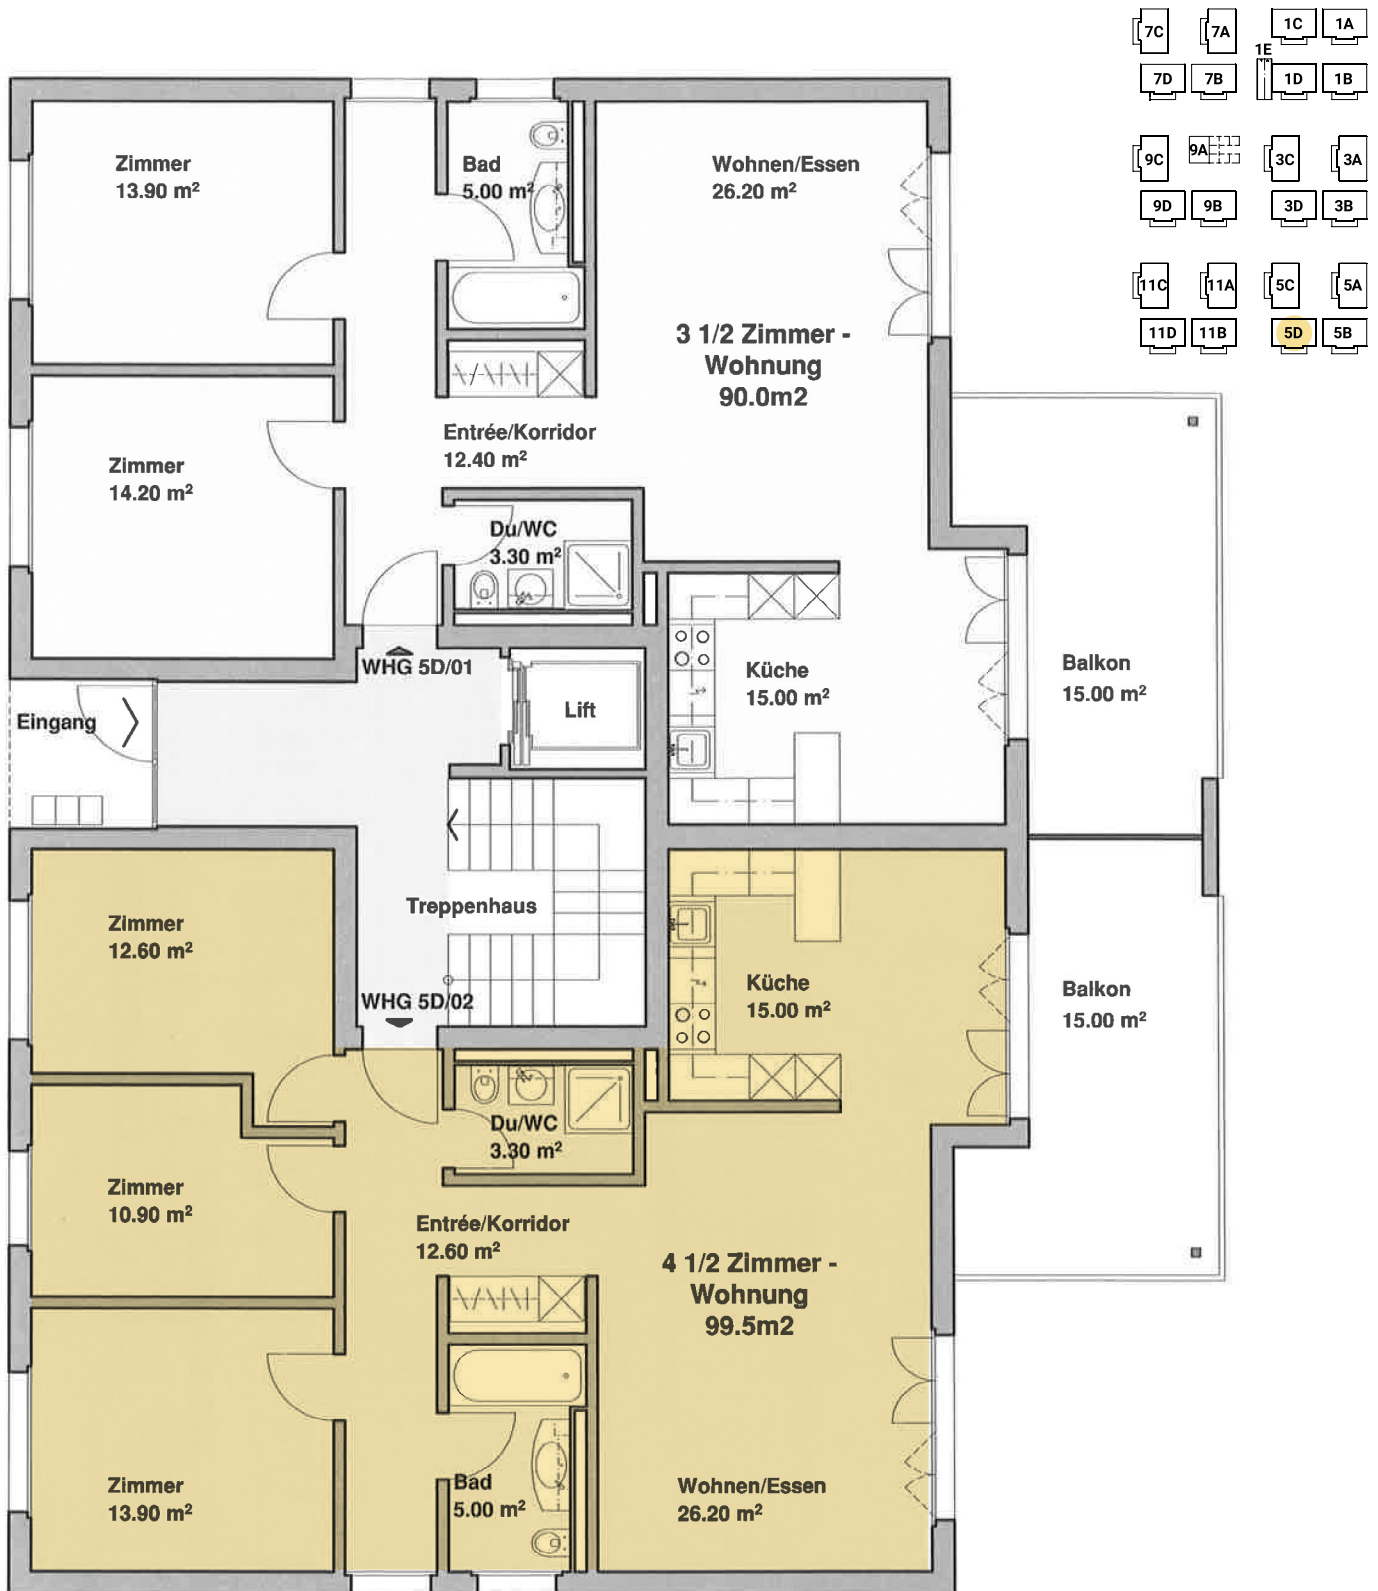 7C
7A
1C
1A
1E
7D
7B
1D
1B
9C
9A
3C
3A
9D
9B
3D
3B
11C
11A
5C
5A
11D
11B
5D
5B
Zimmer
13.90 m²
Bad
5.00 m²
Wohnen/Essen
26.20 m²
3 1/2 Zimmer -
Wohnung
90.0m2
Entrée/Korridor
12.40 m²
Zimmer
14.20 m²
Du/WC
3.30 m²
WHG 5D/01
Küche
15.00 m²
Balkon
15.00 m²
Eingang
Lift
Treppenhaus
Zimmer
12.60 m²
WHG 5D/02
Küche
15.00 m²
Balkon
15.00 m²
Du/WC
3.30 m²
Zimmer
10.90 m²
Entrée/Korridor
12.60 m²
4 1/2 Zimmer -
Wohnung
99.5m2
Zimmer
13.90 m²
Bad
5.00 m²
Wohnen/Essen
26.20 m²